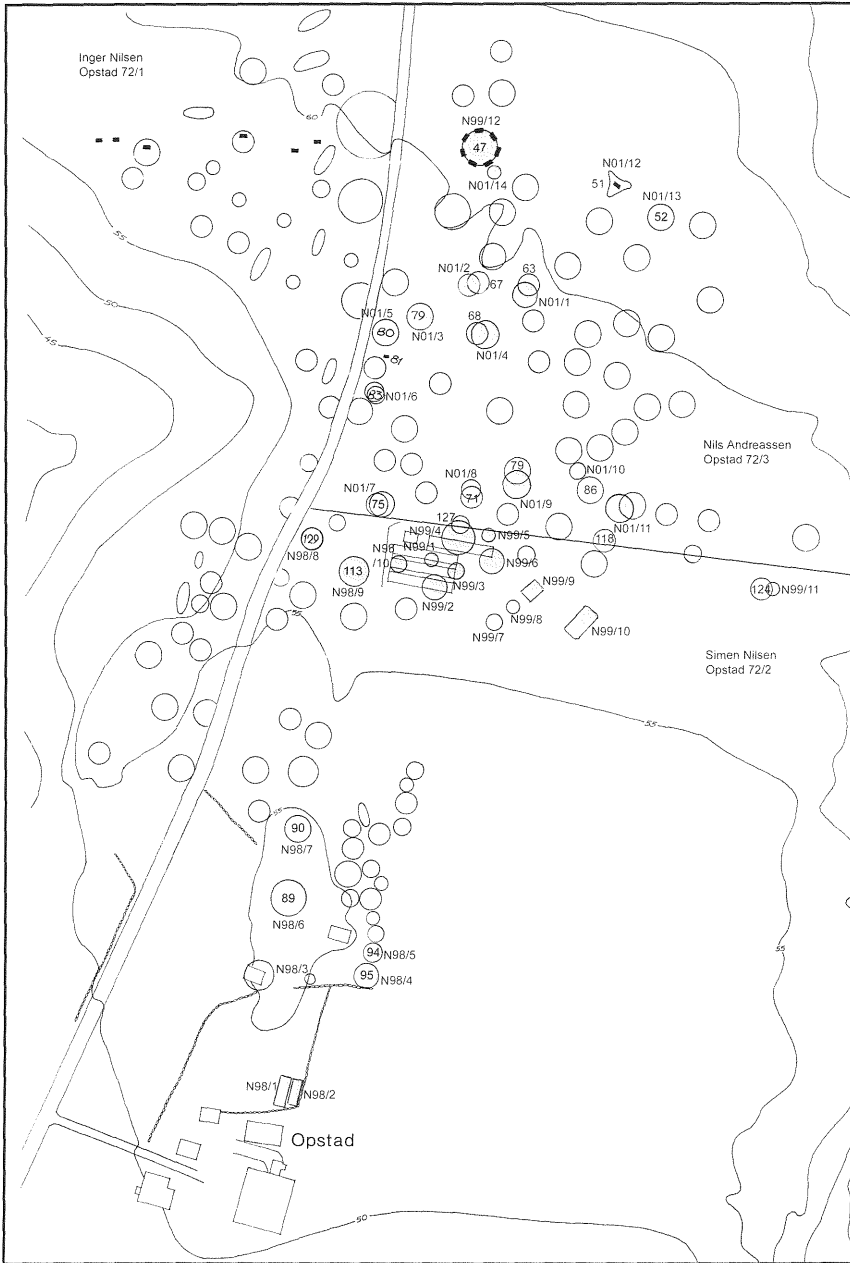 Inger Nilsen
Opstad 72/1
60
N99/12
47
N01/14
N01/12
51
N01/13
52
55
50
45
N01/2
67
63
N01/1
N01/5
80
79
N01/3
68
N01/4
81
83
N01/6
Nils Andreassen
Opstad 72/3
N01/8
71
79
N01/9
N01/10
86
N01/11
N01/7
75
127
N99/4
N99/5
118
129
N98/8
N98
/10
N99/1
N99/6
113
N98/9
N99/3
N99/2
N99/9
N99/8
N99/7
N99/10
124
N99/11
55
Simen Nilsen
Opstad 72/2
55
55
90
N98/7
89
N98/6
94
N98/5
N98/3
95
N98/4
55
N98/1
N98/2
Opstad
50